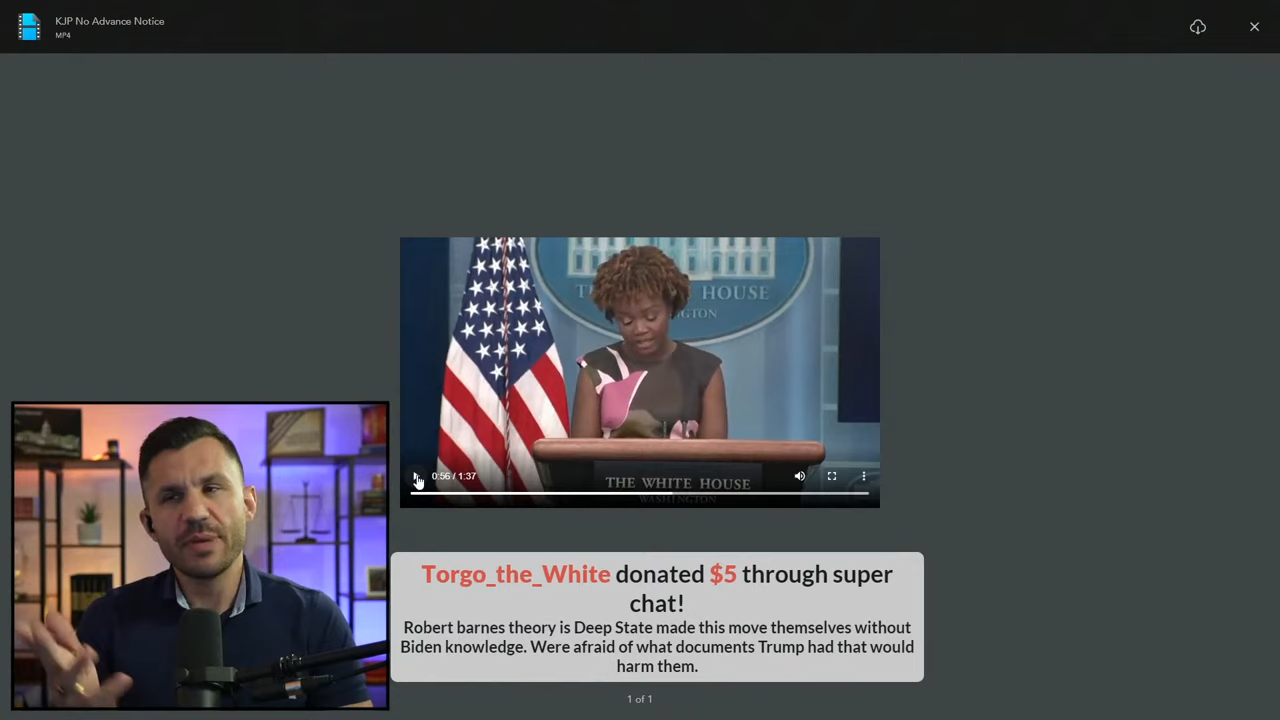 KJP No Advance Notice
MP4
THE WHITE HOUSE
WASHINGTON
0:56 / 1:37
THE WHITE HOUSE
WASHINGTON
Torgo_the_White donated $5 through super
chat!
Robert barnes theory is Deep State made this move themselves without
Biden knowledge. Were afraid of what documents Trump had that would
harm them.
1 of 1